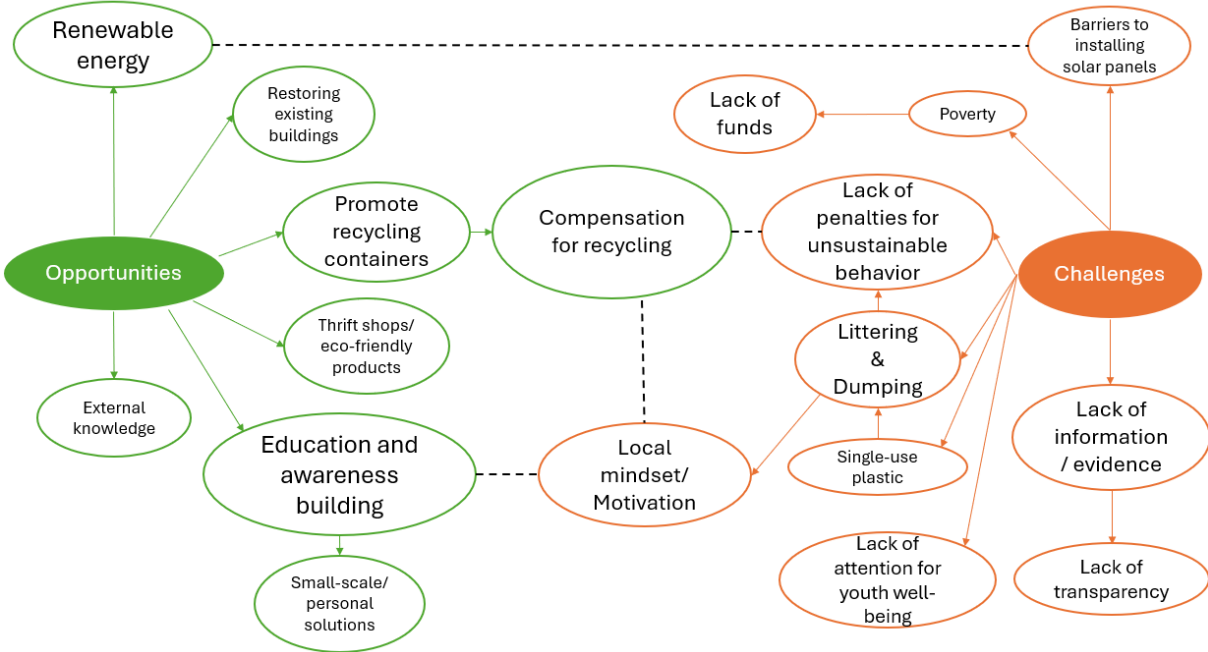 Renewable
energy
Barriers to
installing
solar panels
Restoring
existing
buildings
Lack of
funds
Poverty
Promote
recycling
containers
Compensation
for recycling
Lack of
penalties for
unsustainable
behavior
Opportunities
Challenges
Thrift shops/
eco-friendly
products
Littering
&
Dumping
External
knowledge
Education and
awareness
building
Local
mindset/
Motivation
Single-use
plastic
Lack of
information
/ evidence
Small-scale/
personal
solutions
Lack of
attention for
youth well-
being
Lack of
transparency